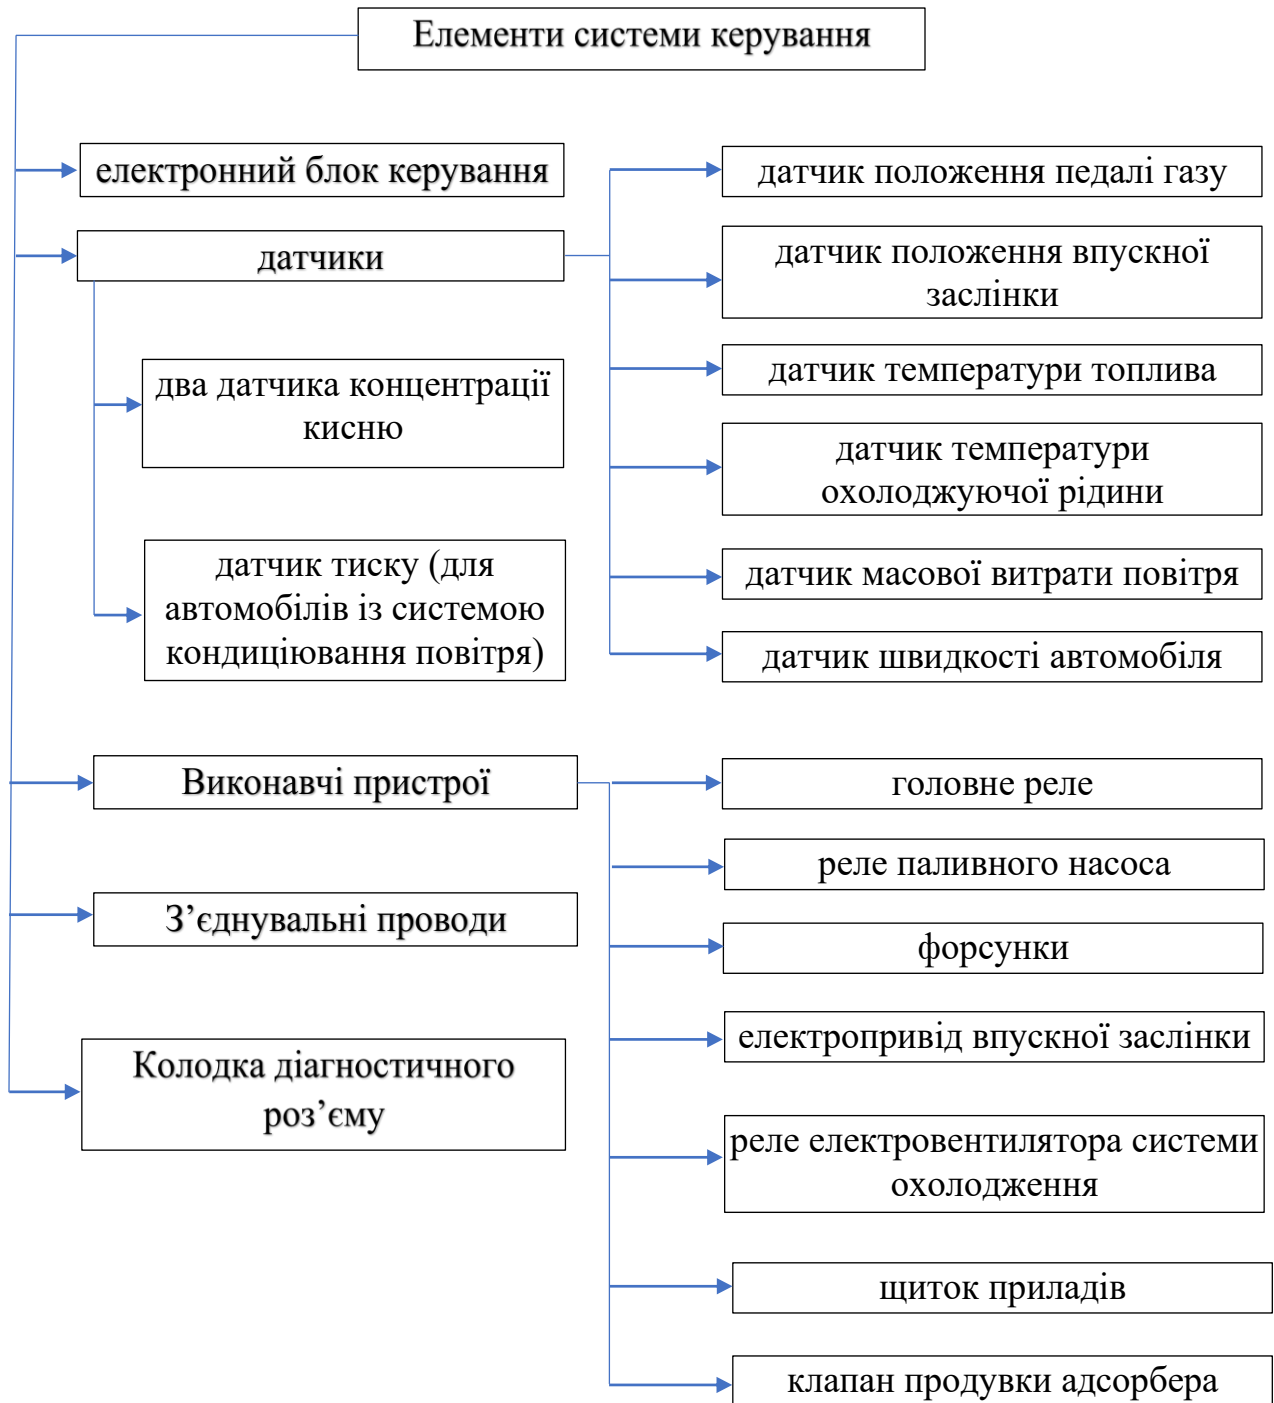 Елементи системи керування
електронний блок керування
датчики
два датчика концентрації
кисню
датчик тиску (для
автомобілів із системою
кондиціювання повітря)
датчик положення педалі газу
датчик положення впускної
заслінки
датчик температури топлива
датчик температури
охолоджуючої рідини
датчик масової витрати повітря
датчик швидкості автомобіля
Виконавчі пристрої
З’єднувальні проводи
Колодка діагностичного
роз’єму
головне реле
реле паливного насоса
форсунки
електропривід впускної заслінки
реле електровентилятора системи
охолодження
щиток приладів
клапан продувки адсорбера